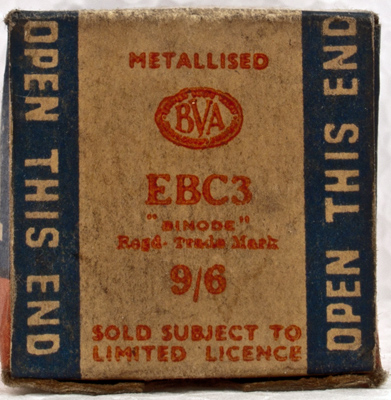 OPEN THIS END
METALLISED
BVA
EBC3
"BIMODE"
Regd. Trade Mark
9/6
SOLD SUBJECT TO
LIMITED LICENCE
OPEN THIS END